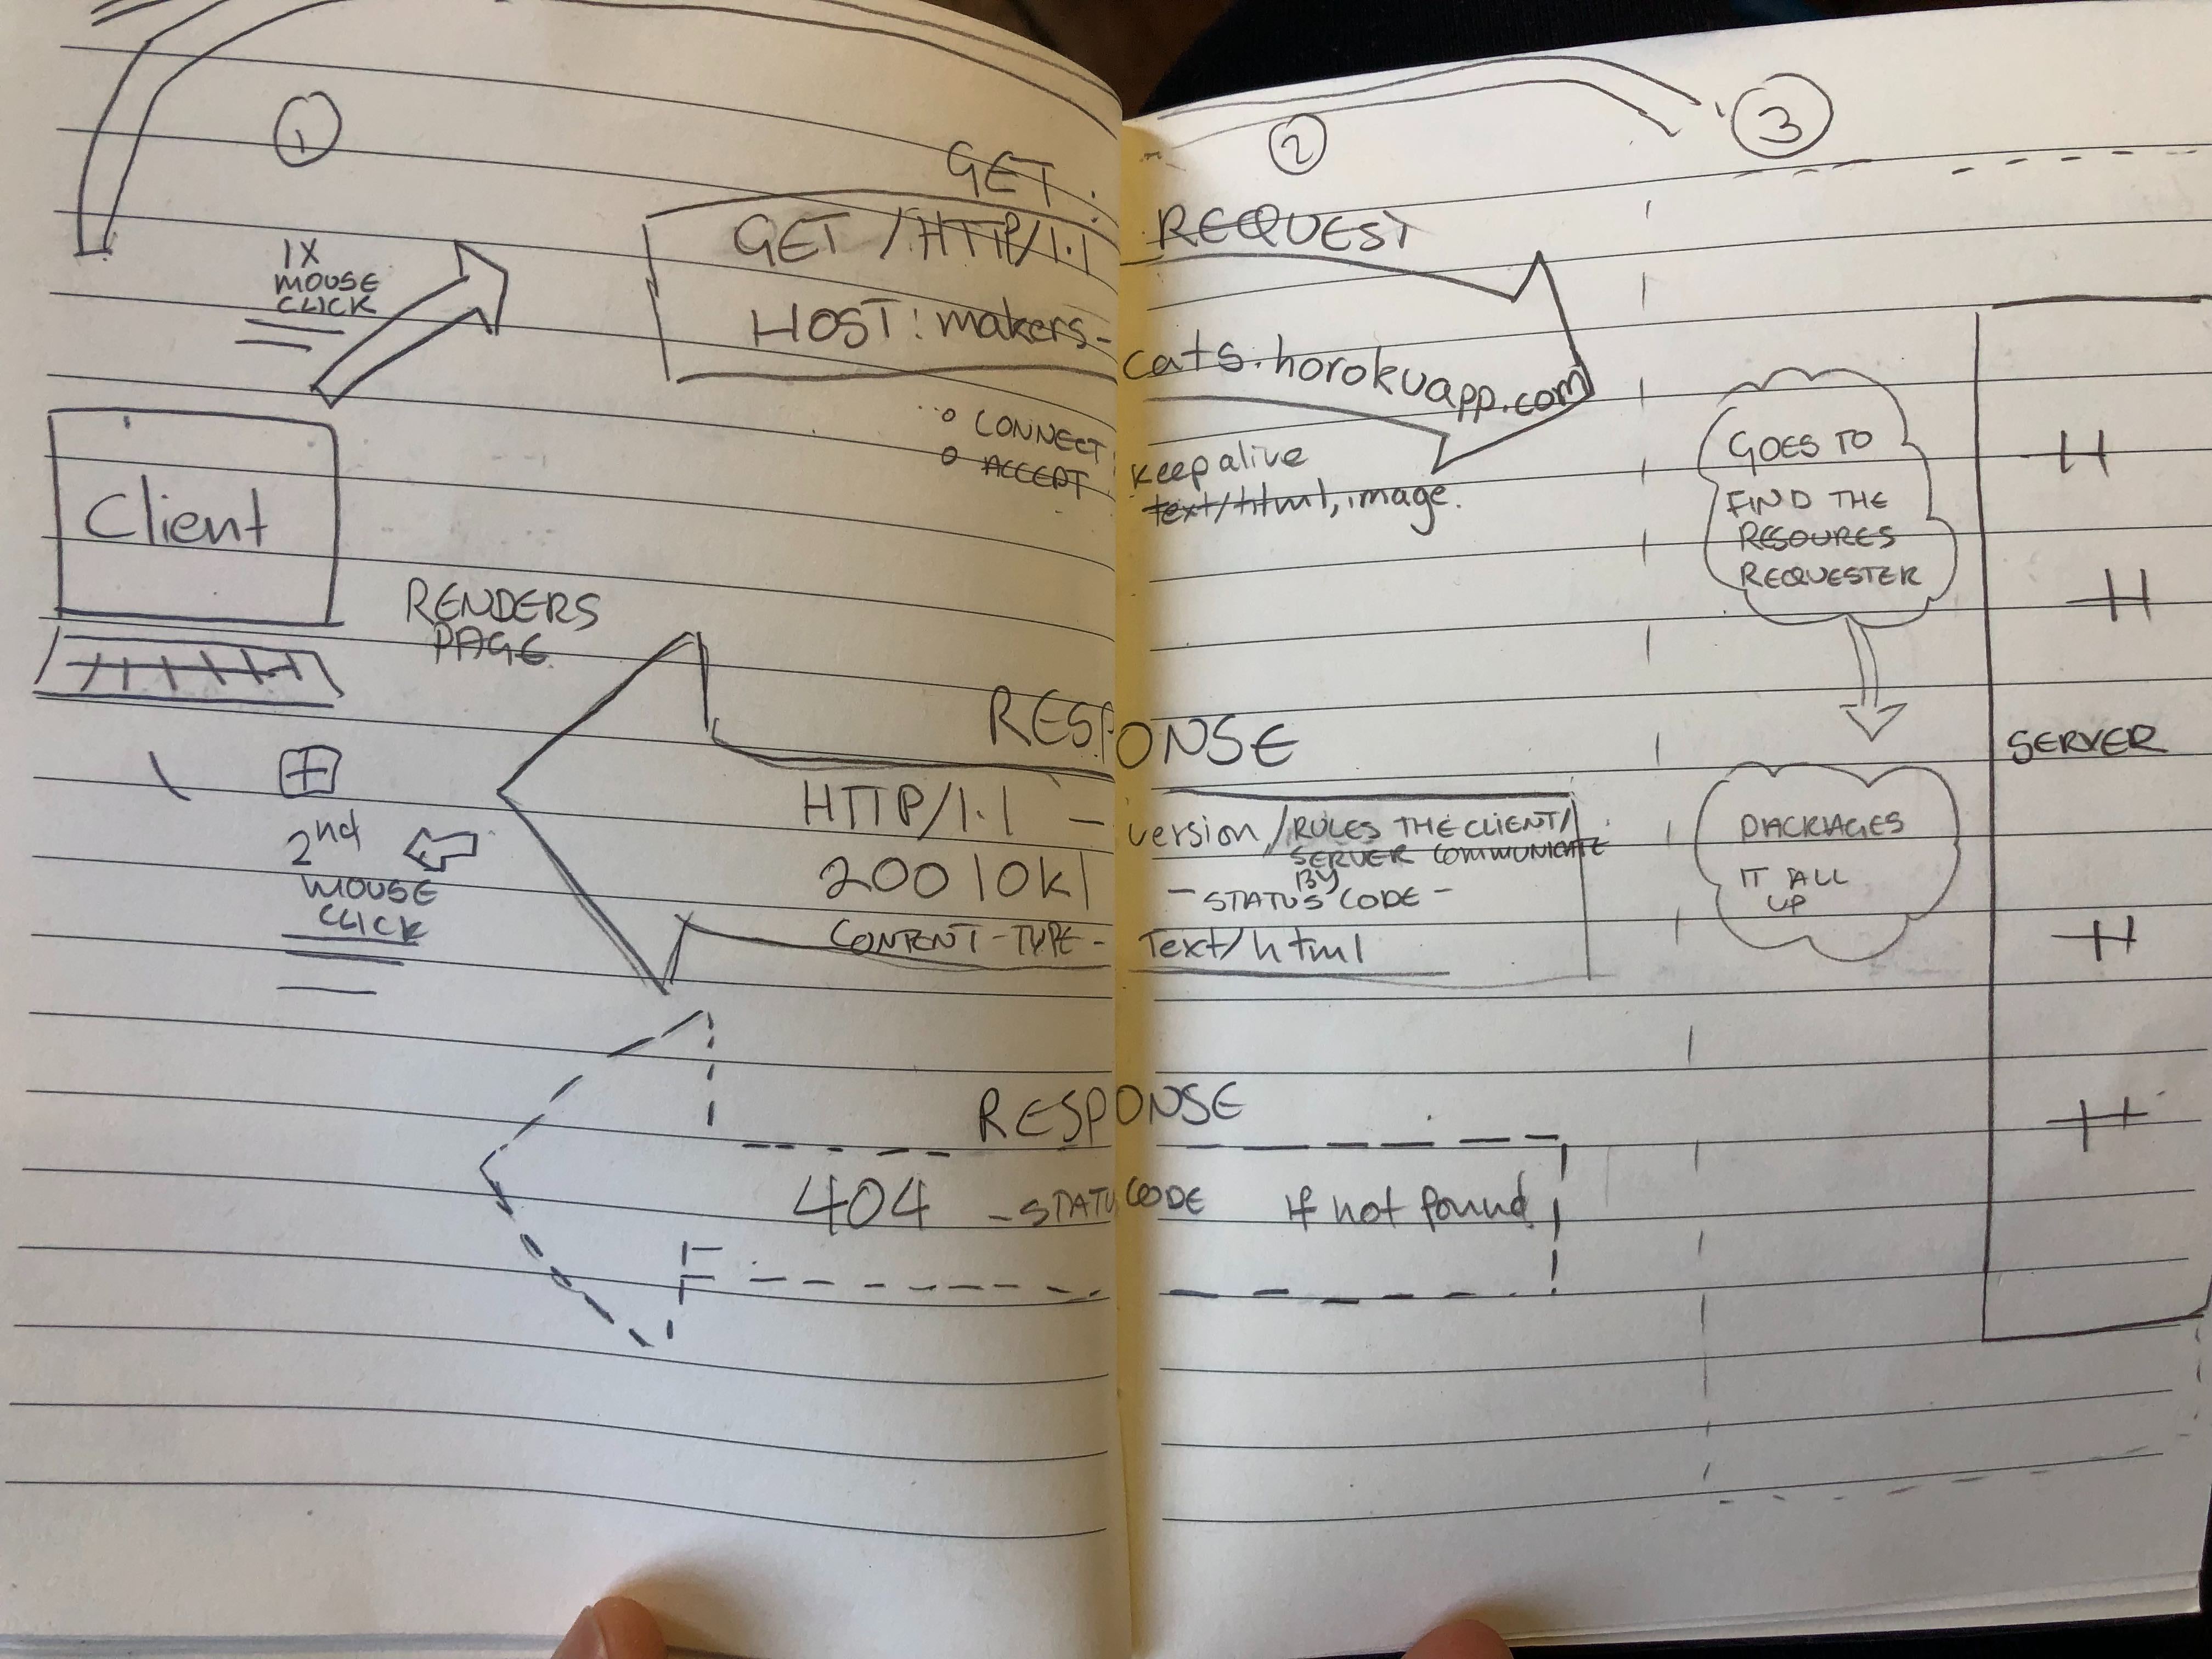 1
2
3
1X
MOUSE
CLICK
GET: REQUEST
GET / HTTP/1.1
HOST: makers-cats.horokuapp.com
CONNECT: keep alive
ACCEPT: text/html, image.
Client
RENDERS
PAGE
2nd
MOUSE
CLICK
RESPONSE
HTTP/1.1 - version / RULES THE CLIENT/
SERVER COMMUNICATE
BY
200 |OK| - STATUS CODE -
CONTENT-TYPE - Text/html
RESPONSE
404 - STATUS CODE If not found
GOES TO
FIND THE
RESOURES
REQUESTER
PACKAGES
IT ALL
UP
SERVER